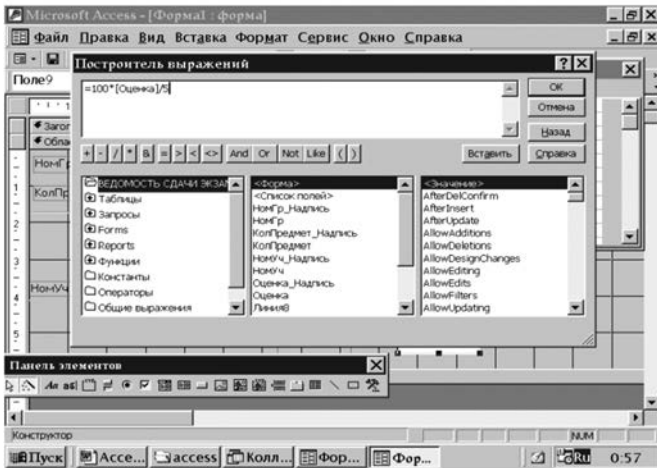 Microsoft Access - [Форма1 : форма]
Файл Правка Вид Вставка Формат Сервис Окно Справка
Построитель выражений
Поле9
=100*[Оценка]/5
OK
Отмена
Назад
Справка
+ - / * & = > < <> And Or Not Like ( )
Вставить
НомГр
КолПр
НомУч
ВЕДОМОСТЬ СДАЧИ ЭКЗАМ
Таблицы
Запросы
Forms
Reports
Функции
Константы
Операторы
Общие выражения
<Форма>
<Список полей>
НомГр_Надпись
НомГр
КолПредмет_Надпись
КолПредмет
НомУч_Надпись
НомУч
Оценка_Надпись
Оценка
Линия8
<Значение>
AfterDelConfirm
AfterInsert
AfterUpdate
AllowAdditions
AllowDeletions
AllowDesignChanges
AllowEditing
AllowEdits
AllowFilters
AllowUpdating
Панель элементов
Конструктор
NUM
Пуск Acce... access Колл... Фор... Фор... Ru 0:57